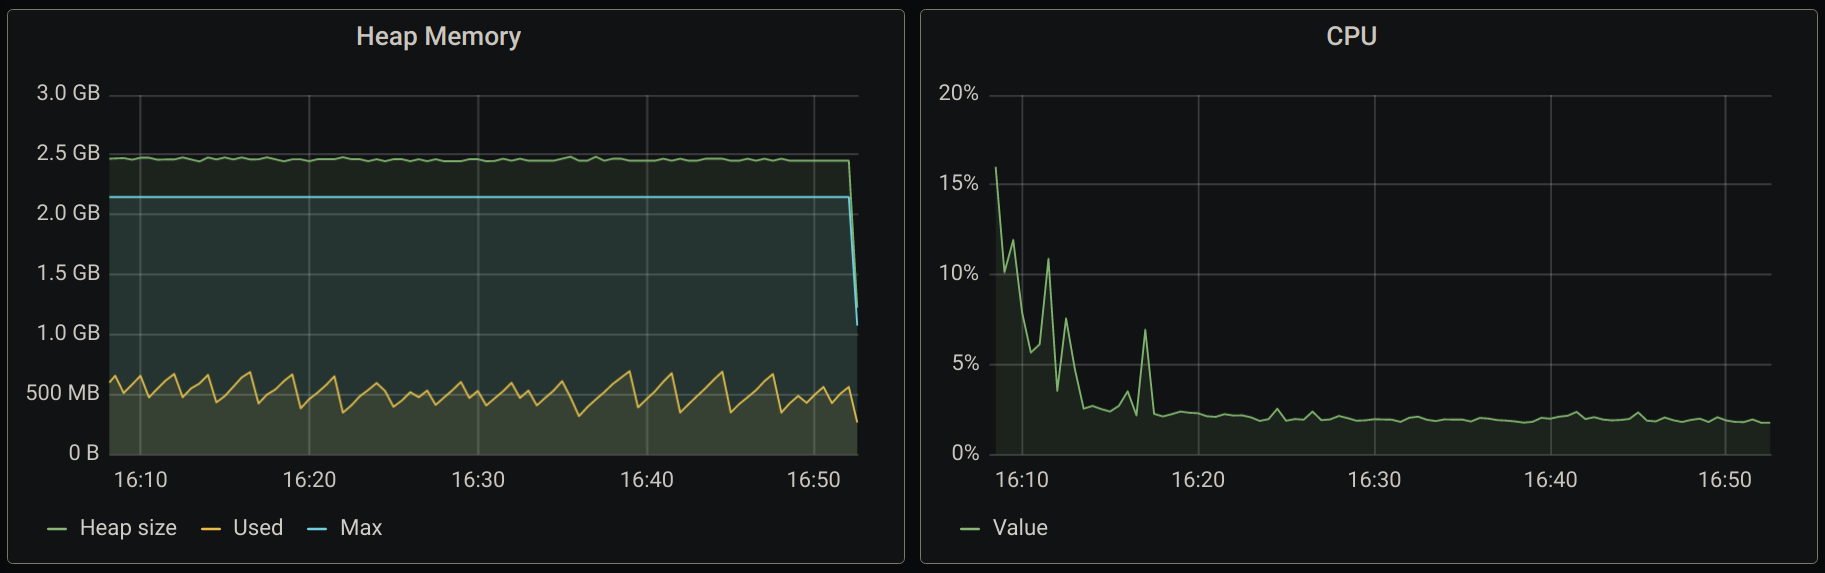 Heap Memory
3.0 GB
2.5 GB
2.0 GB
1.5 GB
1.0 GB
500 MB
0 B
16:10 16:20 16:30 16:40 16:50
Heap size Used Max
CPU
20%
15%
10%
5%
0%
16:10 16:20 16:30 16:40 16:50
Value